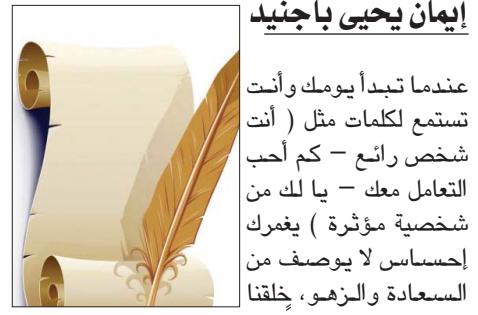 إيمان يحيى باجنيد
عندما تبدأ يومك وأنت
تستمع لكلمات مثل ( أنت
شخص رائع – كم أحب
التعامل معك – يا لك من
شخصية مؤثرة ) يغمرك
إحساس لا يوصف من
السعادة والزهو، خلقنا